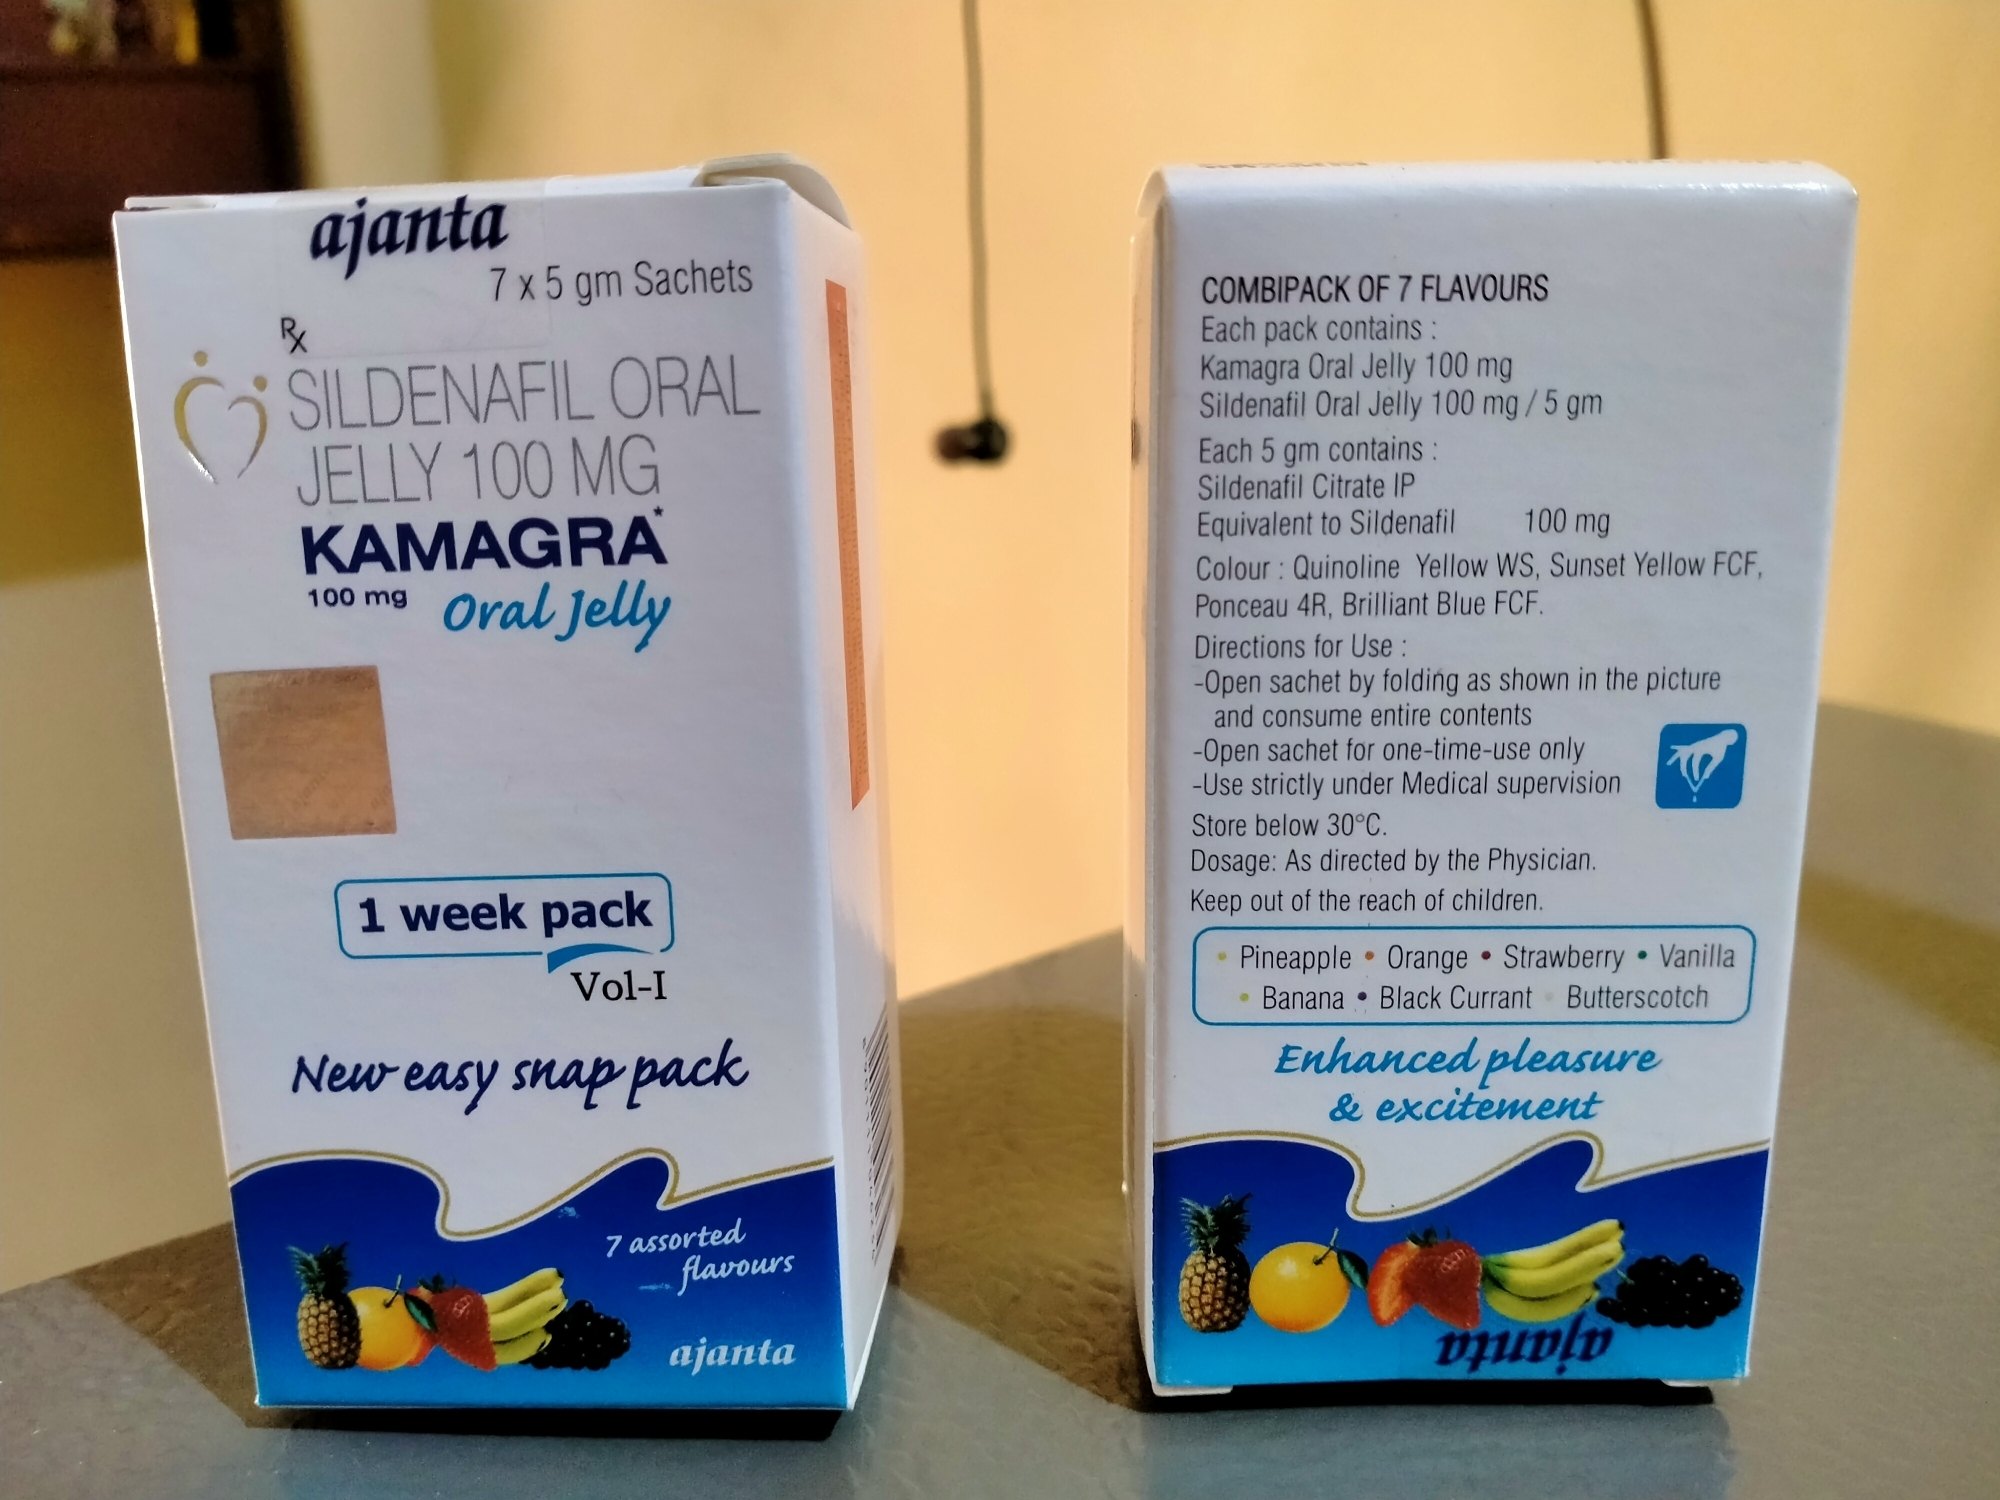 ajanta
7 x 5 gm Sachets
Rx
SILDENAFIL ORAL
JELLY 100 MG
KAMAGRA*
100 mg Oral Jelly
1 week pack
Vol-I
New easy snap pack
7 assorted
flavours
ajanta
COMBIPACK OF 7 FLAVOURS
Each pack contains :
Kamagra Oral Jelly 100 mg
Sildenafil Oral Jelly 100 mg / 5 gm
Each 5 gm contains :
Sildenafil Citrate IP
Equivalent to Sildenafil 100 mg
Colour : Quinoline Yellow WS, Sunset Yellow FCF,
Ponceau 4R, Brilliant Blue FCF.
Directions for Use :
-Open sachet by folding as shown in the picture
and consume entire contents
-Open sachet for one-time-use only
-Use strictly under Medical supervision
Store below 30°C.
Dosage: As directed by the Physician.
Keep out of the reach of children.
• Pineapple • Orange • Strawberry • Vanilla
• Banana • Black Currant • Butterscotch
Enhanced pleasure
& excitement
ajanta